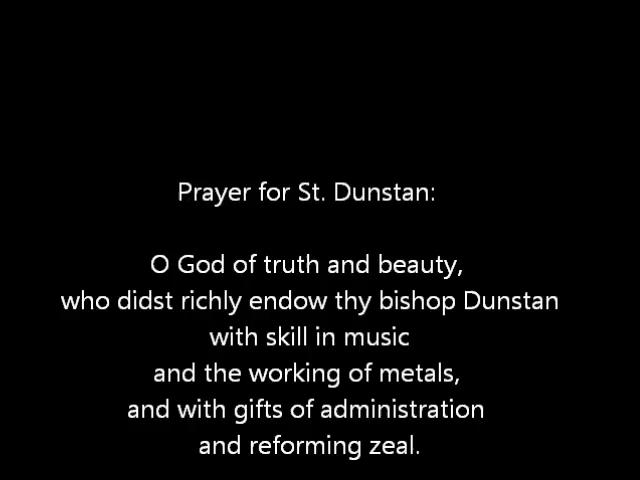 Prayer for St. Dunstan:
O God of truth and beauty,
who didst richly endow thy bishop Dunstan
with skill in music
and the working of metals,
and with gifts of administration
and reforming zeal.